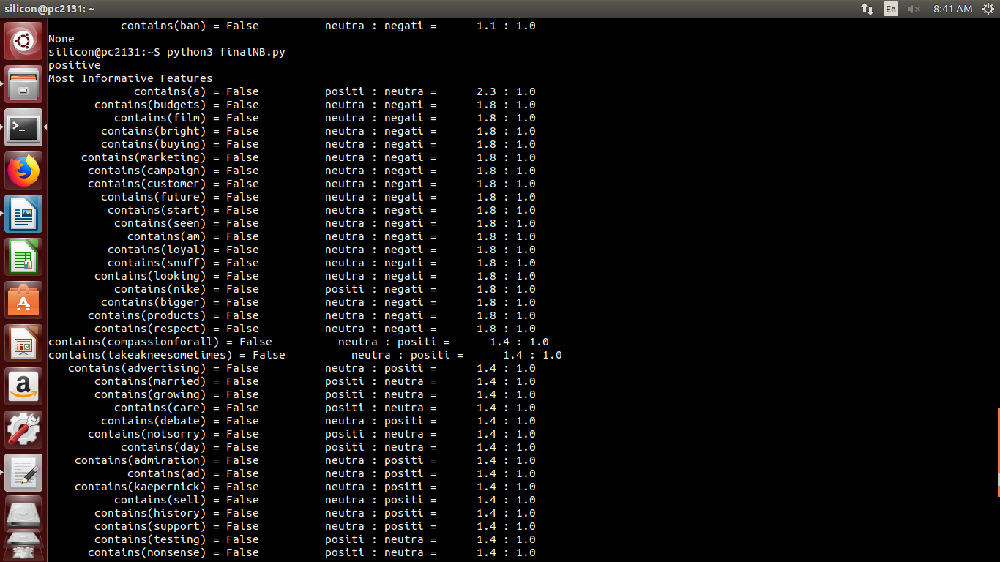 silicon@pc2131: ~
En
8:41 AM
contains(ban) = False neutra : negati = 1.1 : 1.0
None
silicon@pc2131:~$ python3 finalNB.py
positive
Most Informative Features
contains(a) = False positi : neutra = 2.3 : 1.0
contains(budgets) = False neutra : negati = 1.8 : 1.0
contains(film) = False neutra : negati = 1.8 : 1.0
contains(bright) = False neutra : negati = 1.8 : 1.0
contains(buying) = False neutra : negati = 1.8 : 1.0
contains(marketing) = False neutra : negati = 1.8 : 1.0
contains(campaign) = False neutra : negati = 1.8 : 1.0
contains(customer) = False neutra : negati = 1.8 : 1.0
contains(future) = False neutra : negati = 1.8 : 1.0
contains(start) = False neutra : negati = 1.8 : 1.0
contains(seen) = False neutra : negati = 1.8 : 1.0
contains(am) = False neutra : negati = 1.8 : 1.0
contains(loyal) = False neutra : negati = 1.8 : 1.0
contains(snuff) = False neutra : negati = 1.8 : 1.0
contains(looking) = False neutra : negati = 1.8 : 1.0
contains(nike) = False positi : negati = 1.8 : 1.0
contains(bigger) = False neutra : negati = 1.8 : 1.0
contains(products) = False neutra : negati = 1.8 : 1.0
contains(respect) = False neutra : negati = 1.8 : 1.0
contains(compassionforall) = False neutra : positi = 1.4 : 1.0
contains(takeakneesometimes) = False neutra : positi = 1.4 : 1.0
contains(advertising) = False neutra : positi = 1.4 : 1.0
contains(married) = False positi : neutra = 1.4 : 1.0
contains(growing) = False positi : neutra = 1.4 : 1.0
contains(care) = False positi : neutra = 1.4 : 1.0
contains(debate) = False neutra : positi = 1.4 : 1.0
contains(notsorry) = False neutra : positi = 1.4 : 1.0
contains(day) = False positi : neutra = 1.4 : 1.0
contains(admiration) = False neutra : positi = 1.4 : 1.0
contains(ad) = False neutra : positi = 1.4 : 1.0
contains(kaepernick) = False neutra : positi = 1.4 : 1.0
contains(sell) = False positi : neutra = 1.4 : 1.0
contains(history) = False positi : neutra = 1.4 : 1.0
contains(support) = False neutra : positi = 1.4 : 1.0
contains(testing) = False neutra : positi = 1.4 : 1.0
contains(nonsense) = False positi : neutra = 1.4 : 1.0